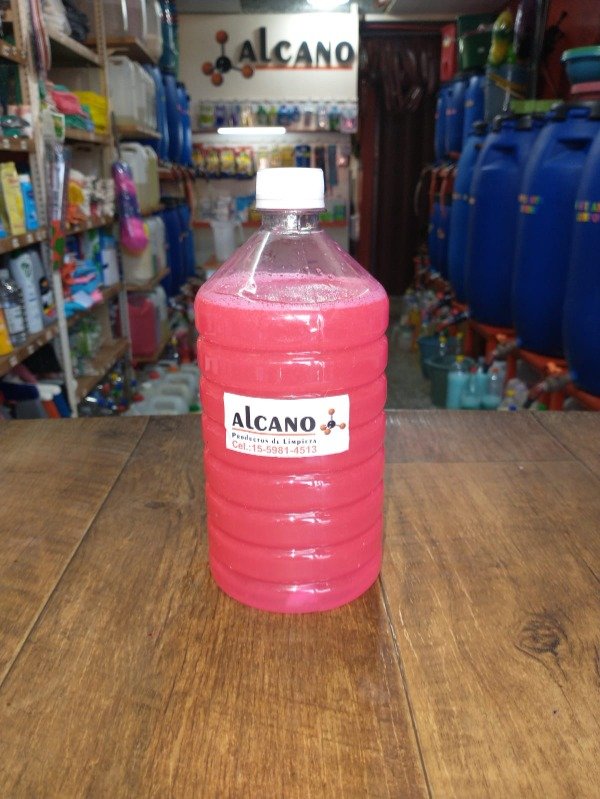 ALCANO
ALCANO
Productos de Limpieza
Cel.:15-5981-4513